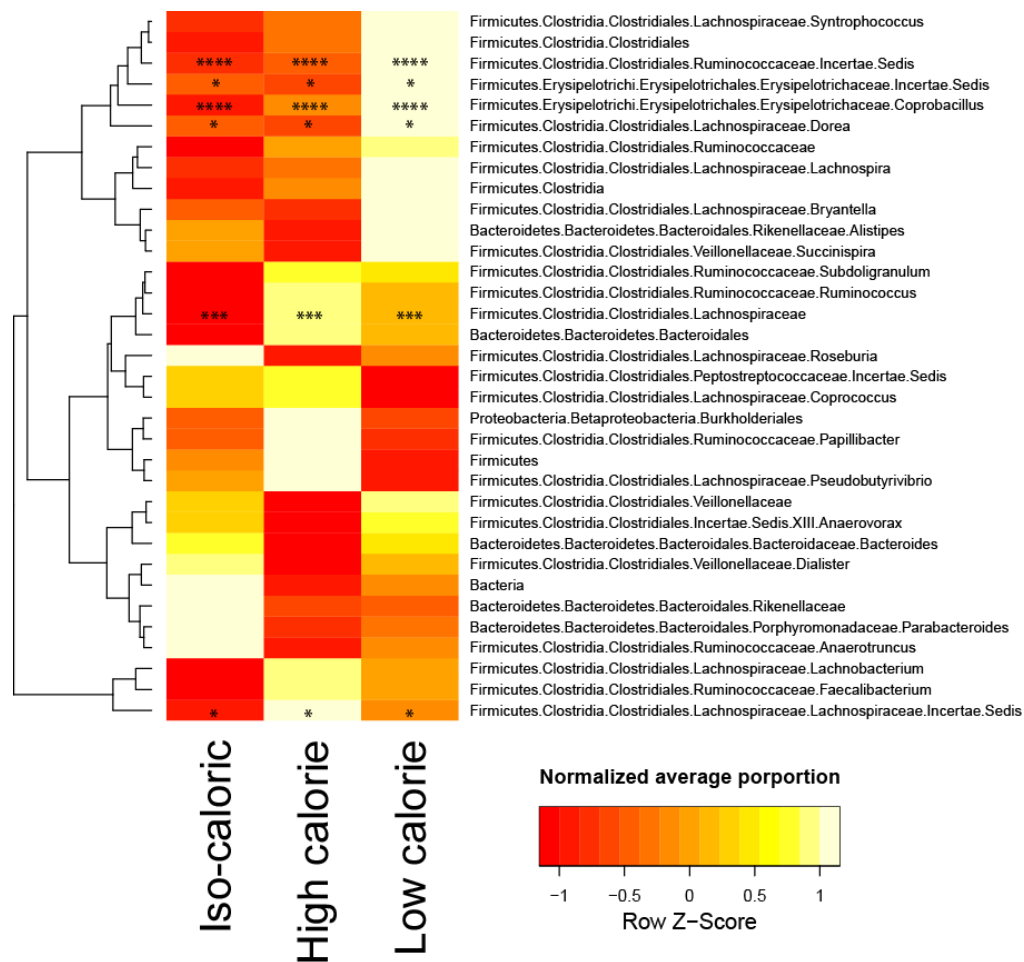 Firmicutes.Clostridia.Clostridiales.Lachnospiraceae.Syntrophococcus
Firmicutes.Clostridia.Clostridiales
**** **** **** Firmicutes.Clostridia.Clostridiales.Ruminococcaceae.Incertae.Sedis
* * * Firmicutes.Erysipelotrichi.Erysipelotrichales.Erysipelotrichaceae.Incertae.Sedis
**** **** **** Firmicutes.Erysipelotrichi.Erysipelotrichales.Erysipelotrichaceae.Coprobacillus
* * * Firmicutes.Clostridia.Clostridiales.Lachnospiraceae.Dorea
Firmicutes.Clostridia.Clostridiales.Ruminococcaceae
Firmicutes.Clostridia.Clostridiales.Lachnospiraceae.Lachnospira
Firmicutes.Clostridia
Firmicutes.Clostridia.Clostridiales.Lachnospiraceae.Bryantella
Bacteroidetes.Bacteroidetes.Bacteroidales.Rikenellaceae.Alistipes
Firmicutes.Clostridia.Clostridiales.Veillonellaceae.Succinispira
Firmicutes.Clostridia.Clostridiales.Ruminococcaceae.Subdoligranulum
Firmicutes.Clostridia.Clostridiales.Ruminococcaceae.Ruminococcus
*** *** *** Firmicutes.Clostridia.Clostridiales.Lachnospiraceae
Bacteroidetes.Bacteroidetes.Bacteroidales
Firmicutes.Clostridia.Clostridiales.Lachnospiraceae.Roseburia
Firmicutes.Clostridia.Clostridiales.Peptostreptococcaceae.Incertae.Sedis
Firmicutes.Clostridia.Clostridiales.Lachnospiraceae.Coprococcus
Proteobacteria.Betaproteobacteria.Burkholderiales
Firmicutes.Clostridia.Clostridiales.Ruminococcaceae.Papillibacter
Firmicutes
Firmicutes.Clostridia.Clostridiales.Lachnospiraceae.Pseudobutyrivibrio
Firmicutes.Clostridia.Clostridiales.Veillonellaceae
Firmicutes.Clostridia.Clostridiales.Incertae.Sedis.XIII.Anaerovorax
Bacteroidetes.Bacteroidetes.Bacteroidales.Bacteroidaceae.Bacteroides
Firmicutes.Clostridia.Clostridiales.Veillonellaceae.Dialister
Bacteria
Bacteroidetes.Bacteroidetes.Bacteroidales.Rikenellaceae
Bacteroidetes.Bacteroidetes.Bacteroidales.Porphyromonadaceae.Parabacteroides
Firmicutes.Clostridia.Clostridiales.Ruminococcaceae.Anaerotruncus
Firmicutes.Clostridia.Clostridiales.Lachnospiraceae.Lachnobacterium
Firmicutes.Clostridia.Clostridiales.Ruminococcaceae.Faecalibacterium
* * * Firmicutes.Clostridia.Clostridiales.Lachnospiraceae.Lachnospiraceae.Incertae.Sedis
Iso-caloric
High calorie
Low calorie
Normalized average porportion
−1 −0.5 0 0.5 1
Row Z−Score